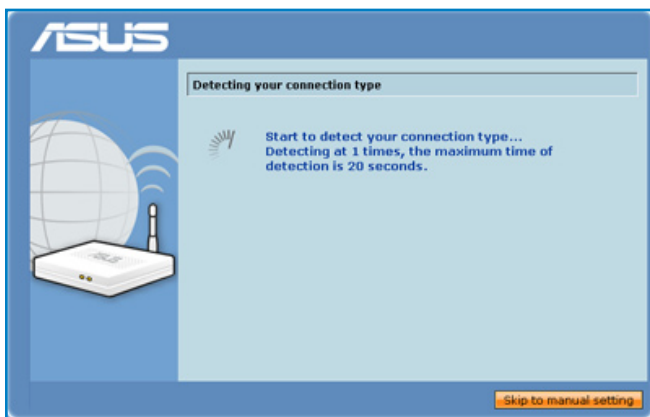 ASUS
Detecting your connection type
Start to detect your connection type...
Detecting at 1 times, the maximum time of
detection is 20 seconds.
ASUS
Skip to manual setting